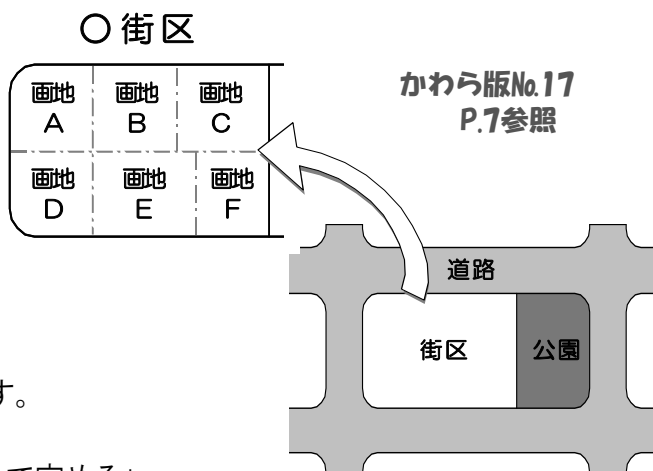 〇街区
画地 画地 画地
A B C
画地 画地 画地
D E F
かわら版No.17
P.7参照
道路
街区 公園
す。